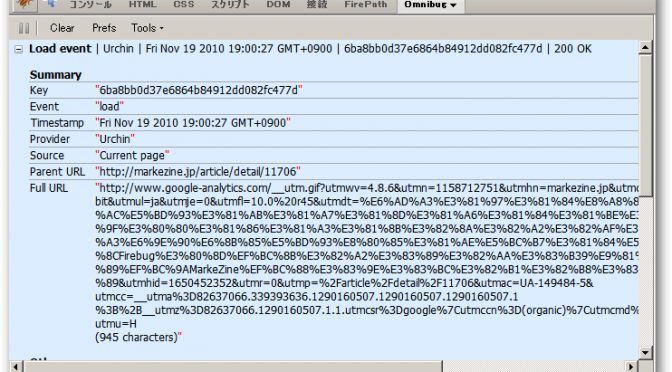 コンソール HTML CSS スクリプト DOM 接続 FirePath Omnibug
Clear Prefs Tools
Load event | Urchin | Fri Nov 19 2010 19:00:27 GMT+0900 | 6ba8bb0d37e6864b84912dd082fc477d | 200 OK
Summary
Key "6ba8bb0d37e6864b84912dd082fc477d"
Event "load"
Timestamp "Fri Nov 19 2010 19:00:27 GMT+0900"
Provider "Urchin"
Source "Current page"
Parent URL "http://markezine.jp/article/detail/11706"
Full URL "http://www.google-analytics.com/__utm.gif?utmwv=4.8.6&utmn=1158712751&utmhn=markezine.jp&utmc
bit&utmul=ja&utmje=0&utmfl=10.0%20r45&utmdt=%E6%AD%A3%E3%81%97%E3%81%84%E8%A8%8
%AC%E5%BD%93%E3%81%AB%E3%81%A7%E3%81%8D%E3%81%A6%E3%81%84%E3%81%BE%E3
%9F%E3%80%80%E3%81%86%E3%81%A3%E3%81%8B%E3%82%8A%E3%82%A2%E3%82%AF%E3
%A3%E6%9E%90%E6%8B%85%E5%BD%93%E8%80%85%E3%81%AE%E5%BC%B7%E3%81%84%E5
%8CFirebug%E3%80%8D%EF%BC%8B%E3%82%A2%E3%83%89%E3%82%AA%E3%83%B39%E9%81%
%89%EF%BC%9AMarkeZine%EF%BC%88%E3%83%9E%E3%83%BC%E3%82%B1%E3%82%B8%E3%83
%89&utmhid=1650452352&utmr=0&utmp=%2Farticle%2Fdetail%2F11706&utmac=UA-149484-5&
utmcc=__utma%3D82637066.339393636.1290160507.1290160507.1290160507.1
%3B%2B__utmz%3D82637066.1290160507.1.1.utmcsr%3Dgoogle%7Cutmccn%3D(organic)%7Cutmcmd%
utmu=H
(945 characters)"